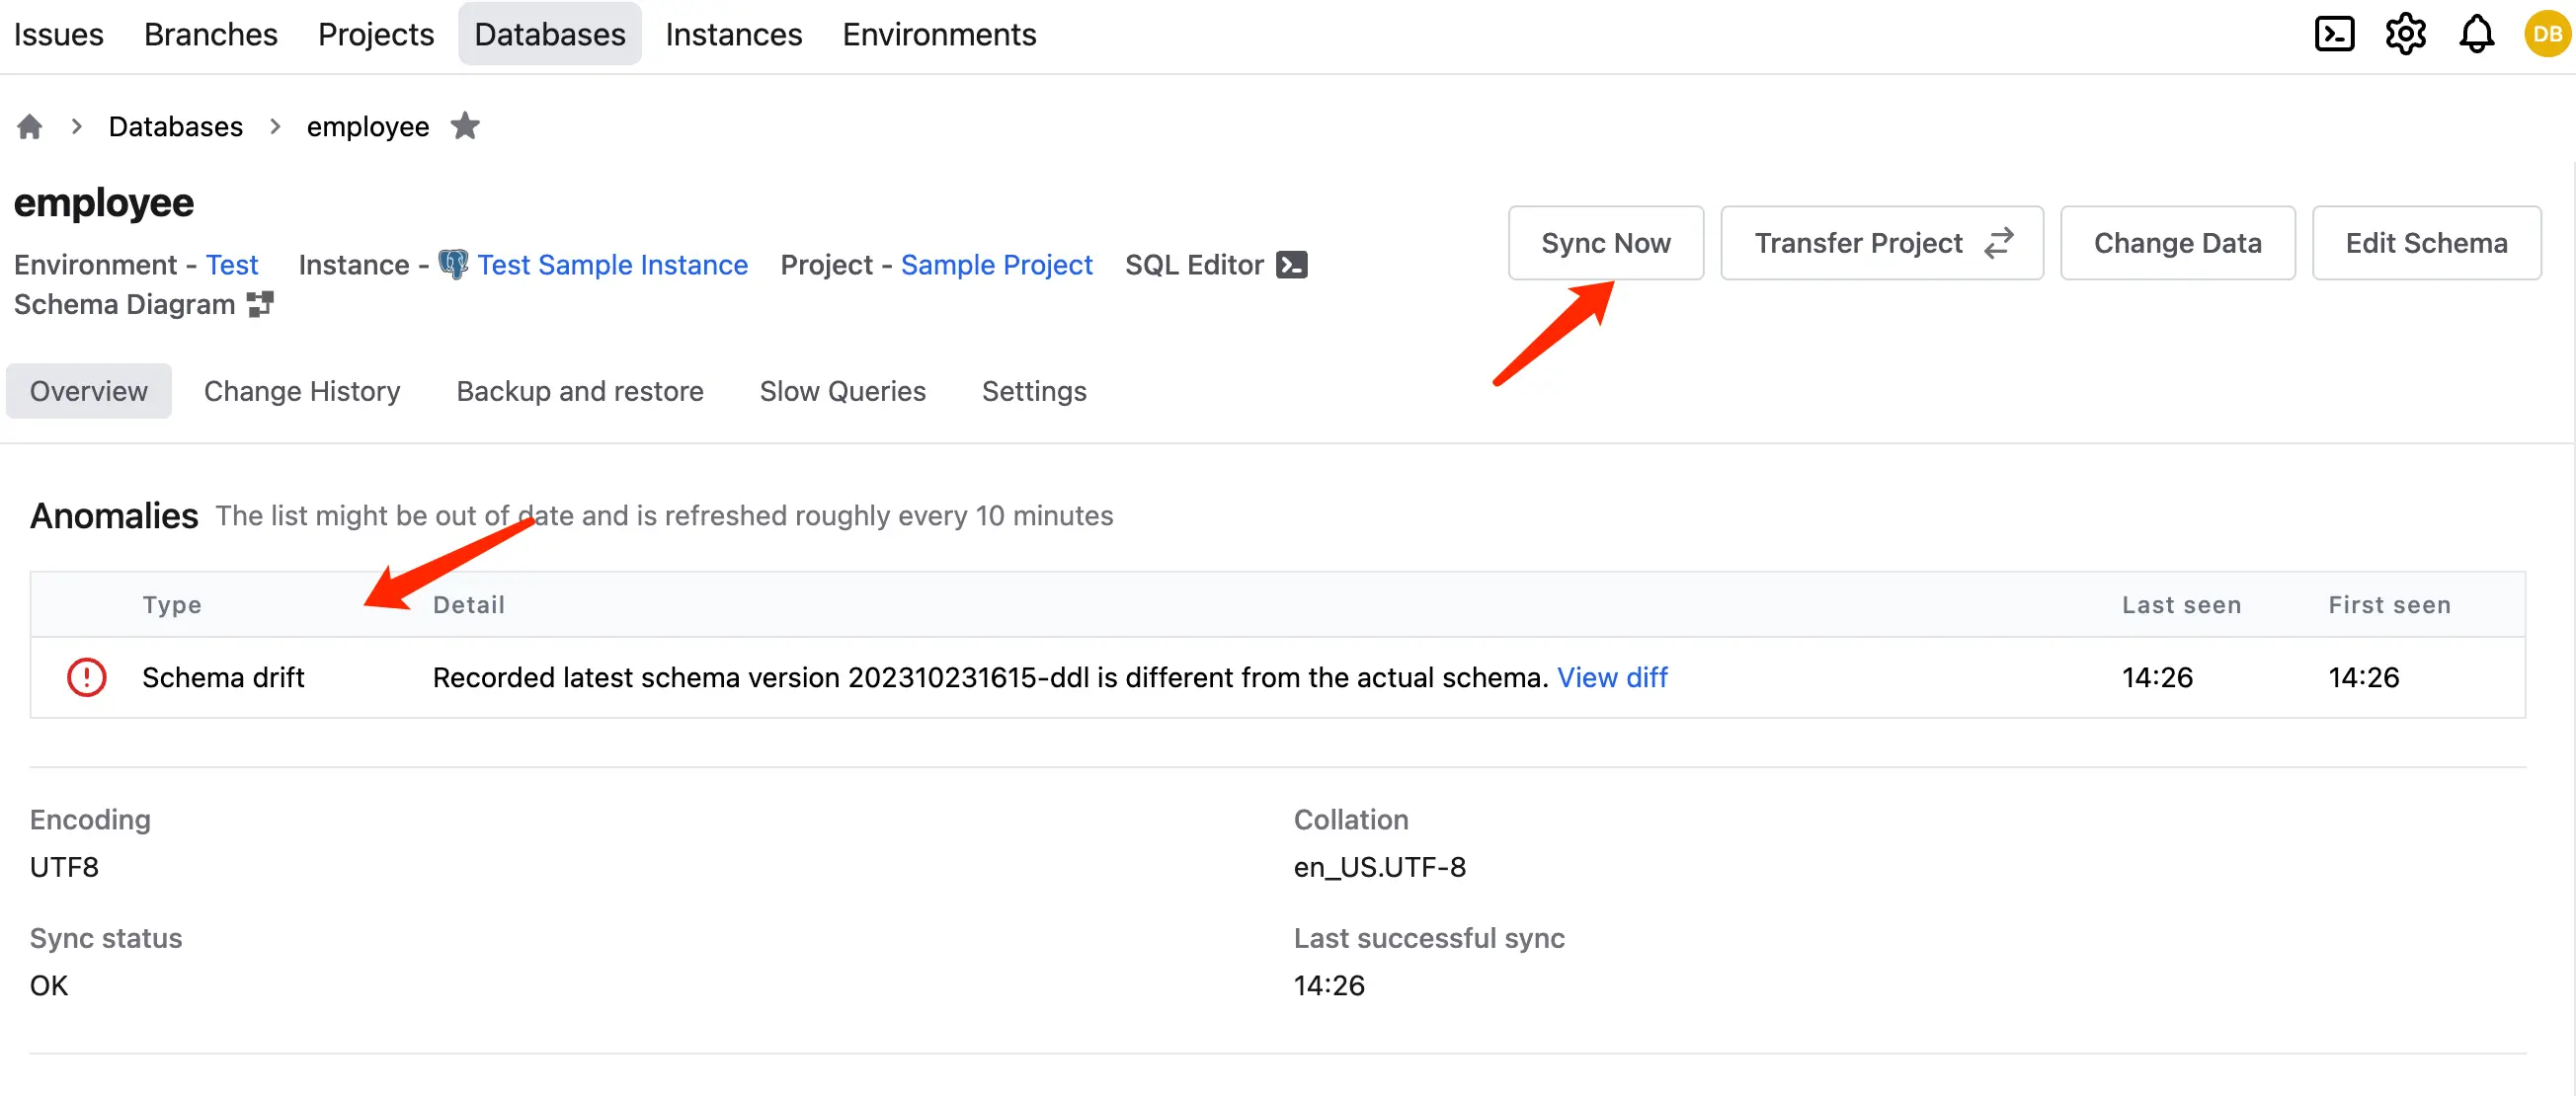 Issues Branches Projects Databases Instances Environments DB
Databases employee
employee
Sync Now Transfer Project Change Data Edit Schema
Environment - Test Instance - Test Sample Instance Project - Sample Project SQL Editor
Schema Diagram
Overview Change History Backup and restore Slow Queries Settings
Anomalies The list might be out of date and is refreshed roughly every 10 minutes
Type Detail Last seen First seen
Schema drift Recorded latest schema version 202310231615-ddl is different from the actual schema. View diff 14:26 14:26
Encoding Collation
UTF8 en_US.UTF-8
Sync status Last successful sync
OK 14:26